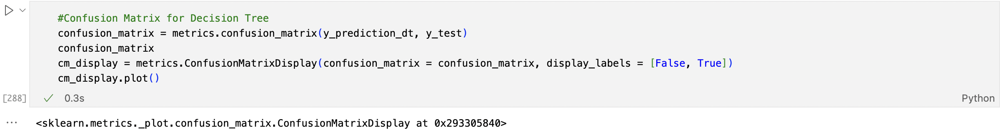 #Confusion Matrix for Decision Tree
confusion_matrix = metrics.confusion_matrix(y_prediction_dt, y_test)
confusion_matrix
cm_display = metrics.ConfusionMatrixDisplay(confusion_matrix = confusion_matrix, display_labels = [False, True])
cm_display.plot()
[288] ✓ 0.3s Python
... <sklearn.metrics._plot.confusion_matrix.ConfusionMatrixDisplay at 0x293305840>